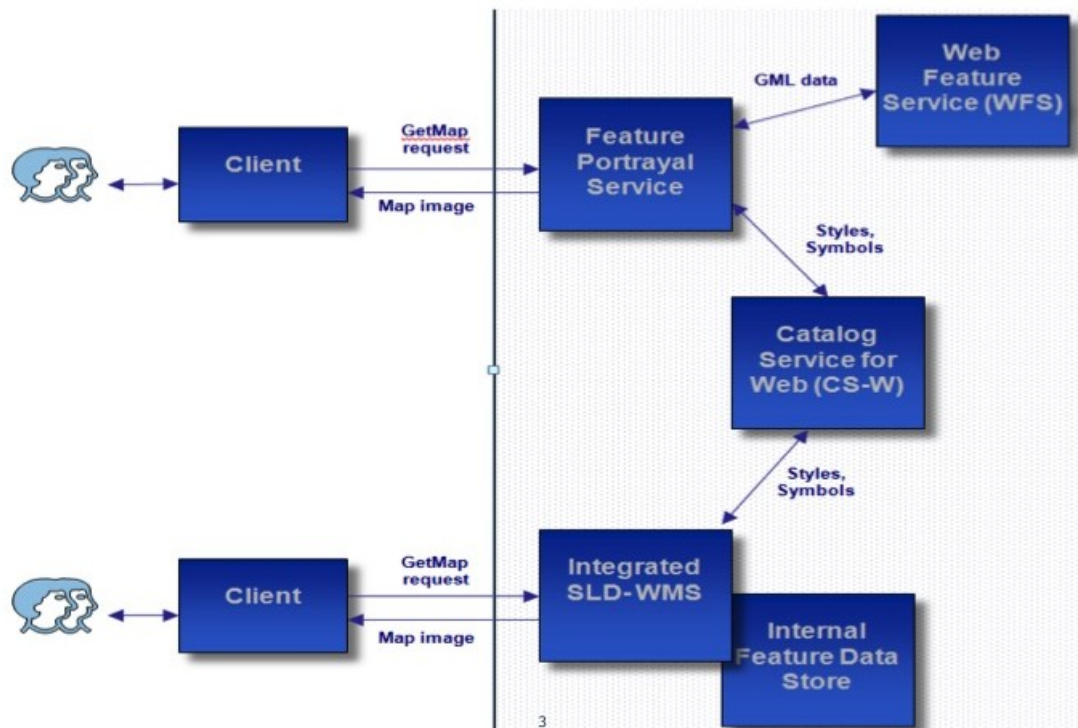 Web
Feature
Service (WFS)
GML data
GetMap
request
Client
Feature
Portrayal
Service
Map image
Styles,
Symbols
Catalog
Service for
Web (CS-W)
Styles,
Symbols
GetMap
request
Client
Integrated
SLD-WMS
Map image
Internal
Feature Data
Store
3